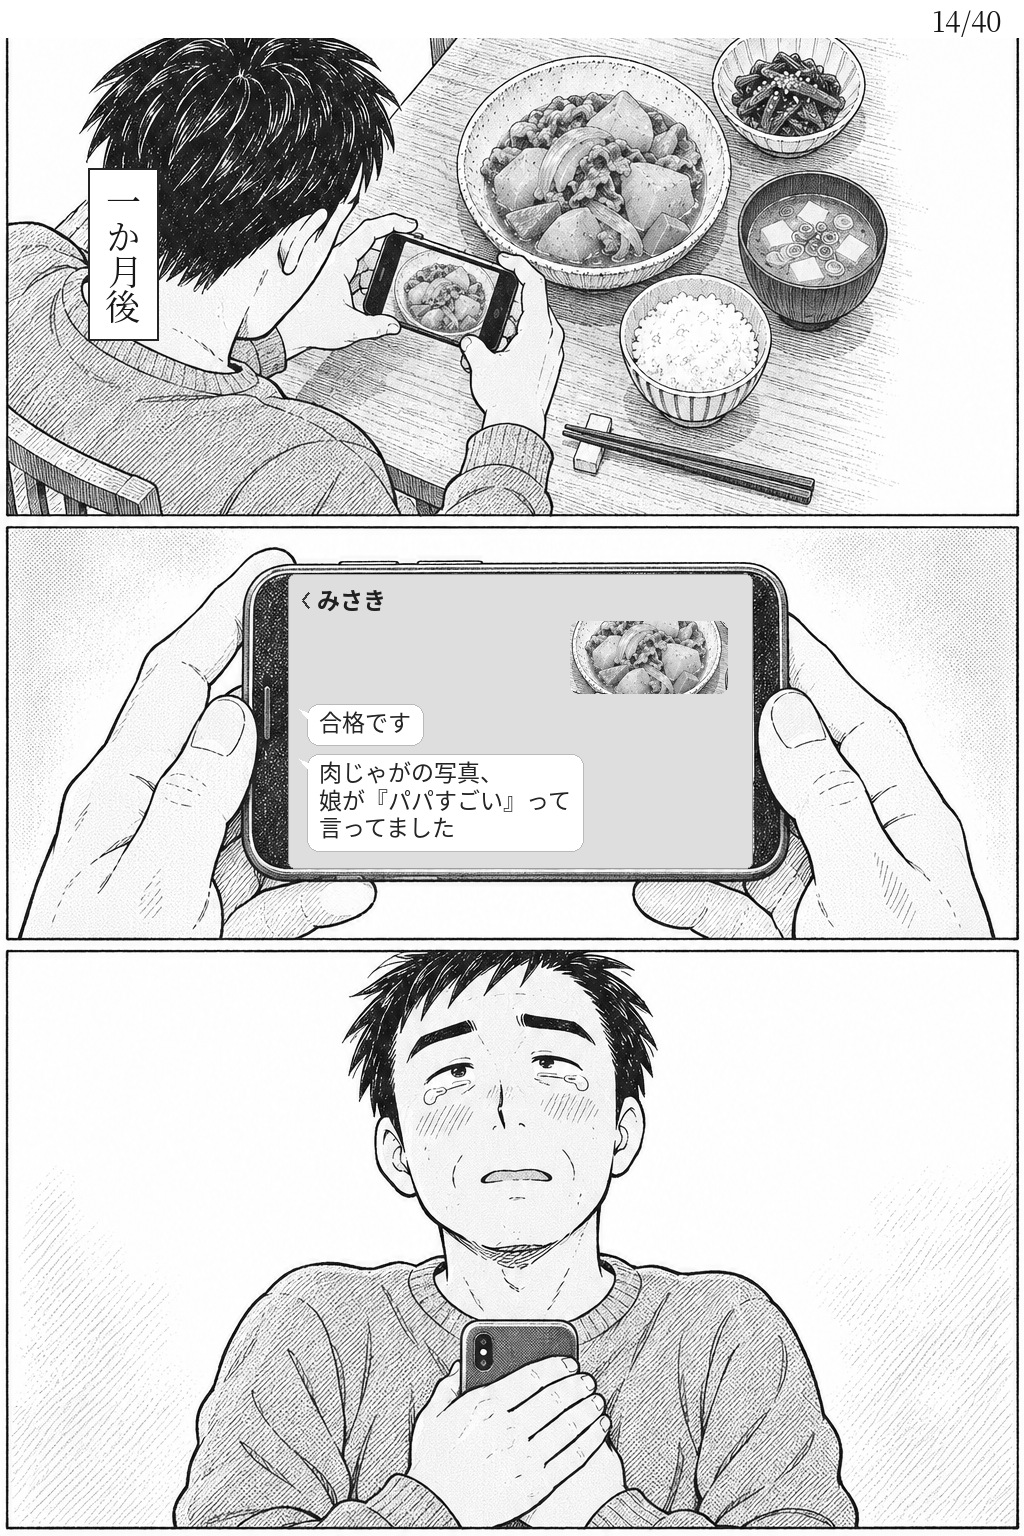 14/40
一か月後
みさき
合格です
肉じゃがの写真、
娘が『パパすごい』って
言ってました